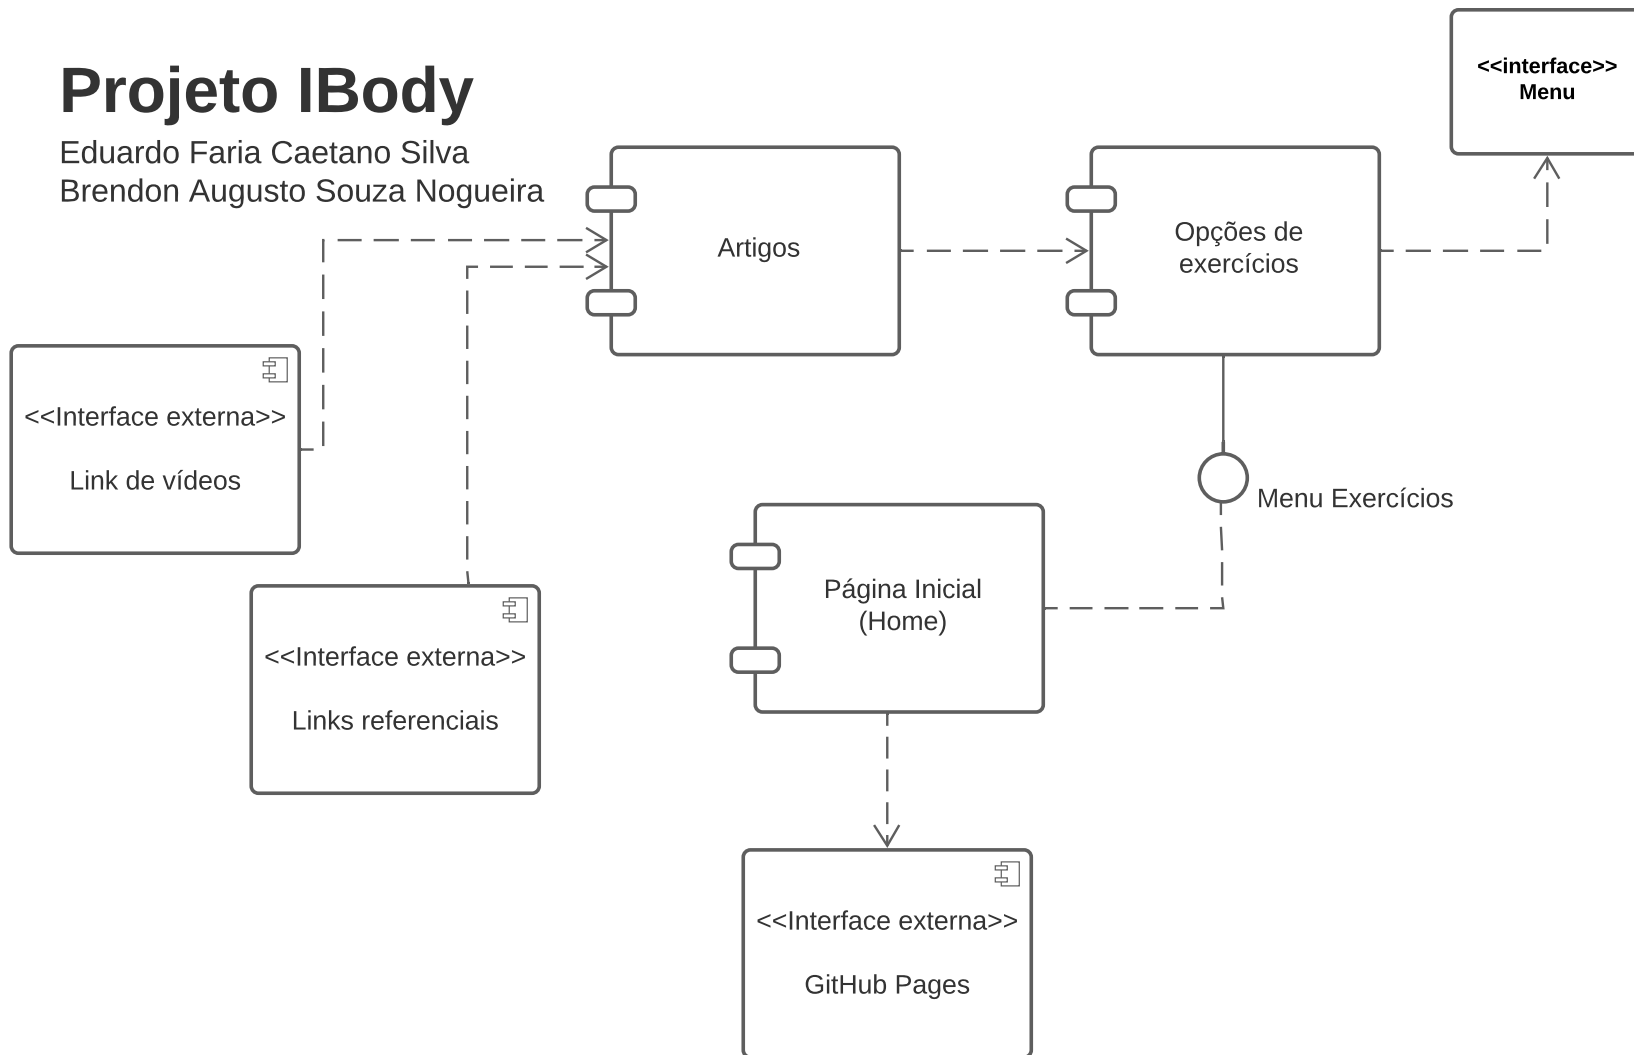 Projeto IBody
Eduardo Faria Caetano Silva
Brendon Augusto Souza Nogueira
<<interface>>
Menu
Artigos
Opções de
exercícios
<<Interface externa>>
Link de vídeos
Menu Exercícios
Página Inicial
(Home)
<<Interface externa>>
Links referenciais
<<Interface externa>>
GitHub Pages